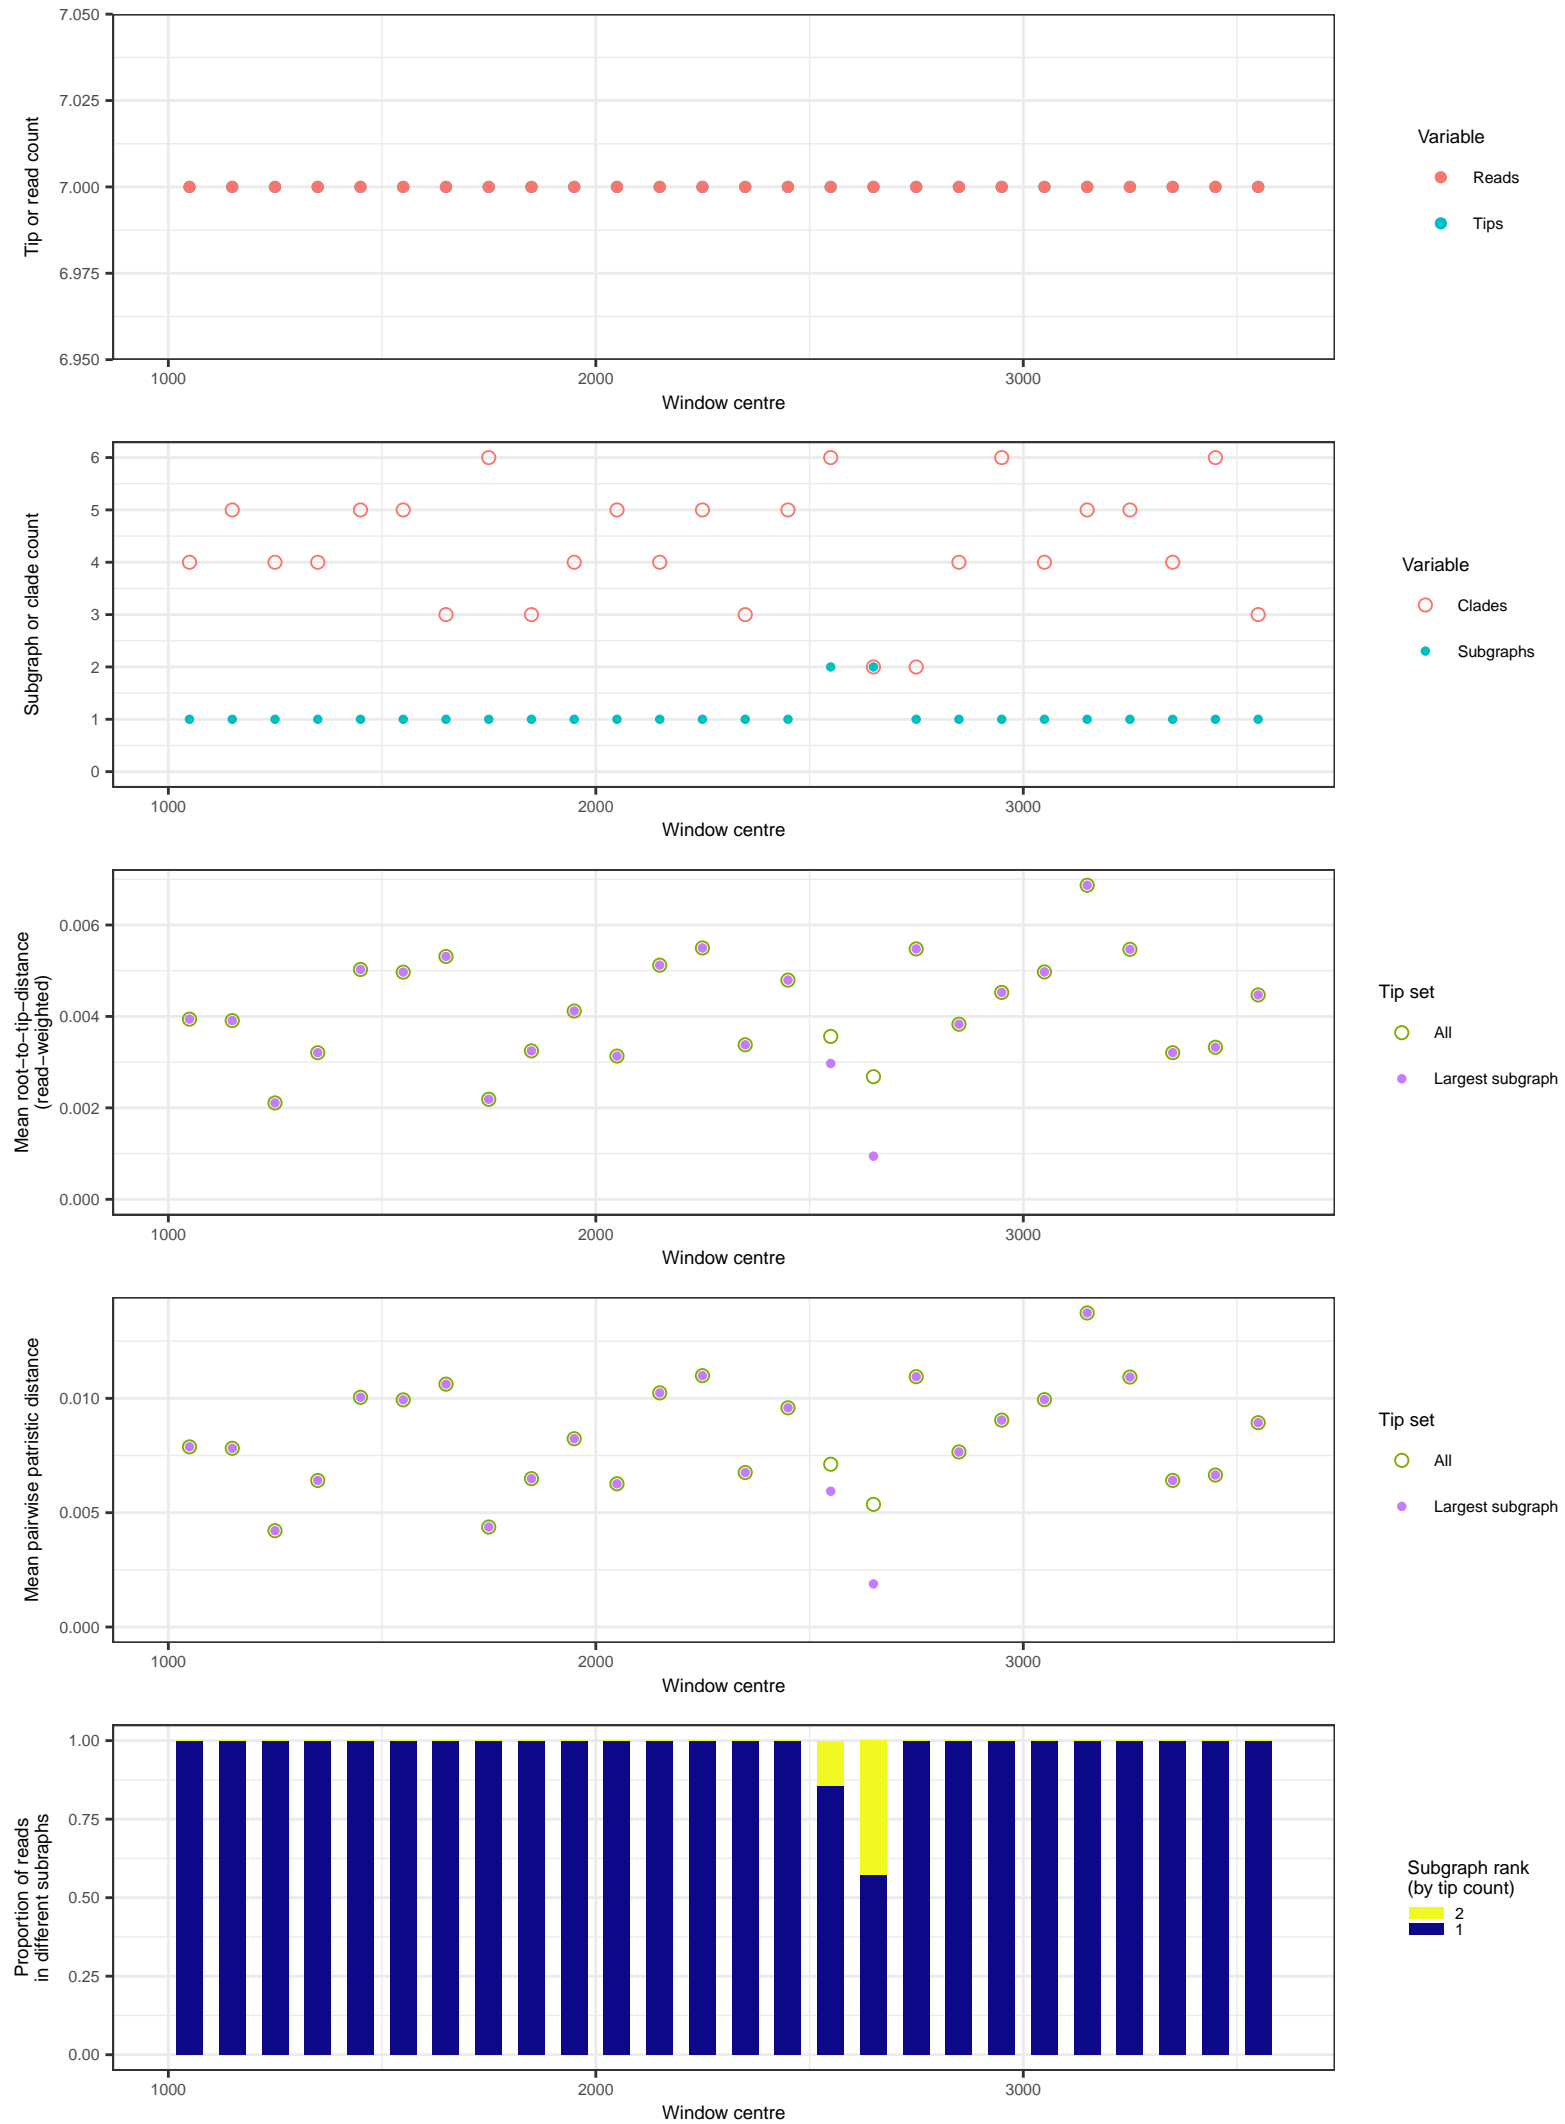 7.050
7.025
7.000
6.975
6.950
Tip or read count
1000 2000 3000
Window centre
Variable
Reads
Tips
6
5
4
3
2
1
0
Subgraph or clade count
1000 2000 3000
Window centre
Variable
Clades
Subgraphs
0.006
0.004
0.002
0.000
Mean root−to−tip−distance
(read−weighted)
1000 2000 3000
Window centre
Tip set
All
Largest subgraph
0.010
0.005
0.000
Mean pairwise patristic distance
1000 2000 3000
Window centre
Tip set
All
Largest subgraph
1.00
0.75
0.50
0.25
0.00
Proportion of reads
in different subraphs
1000 2000 3000
Window centre
Subgraph rank
(by tip count)
2
1